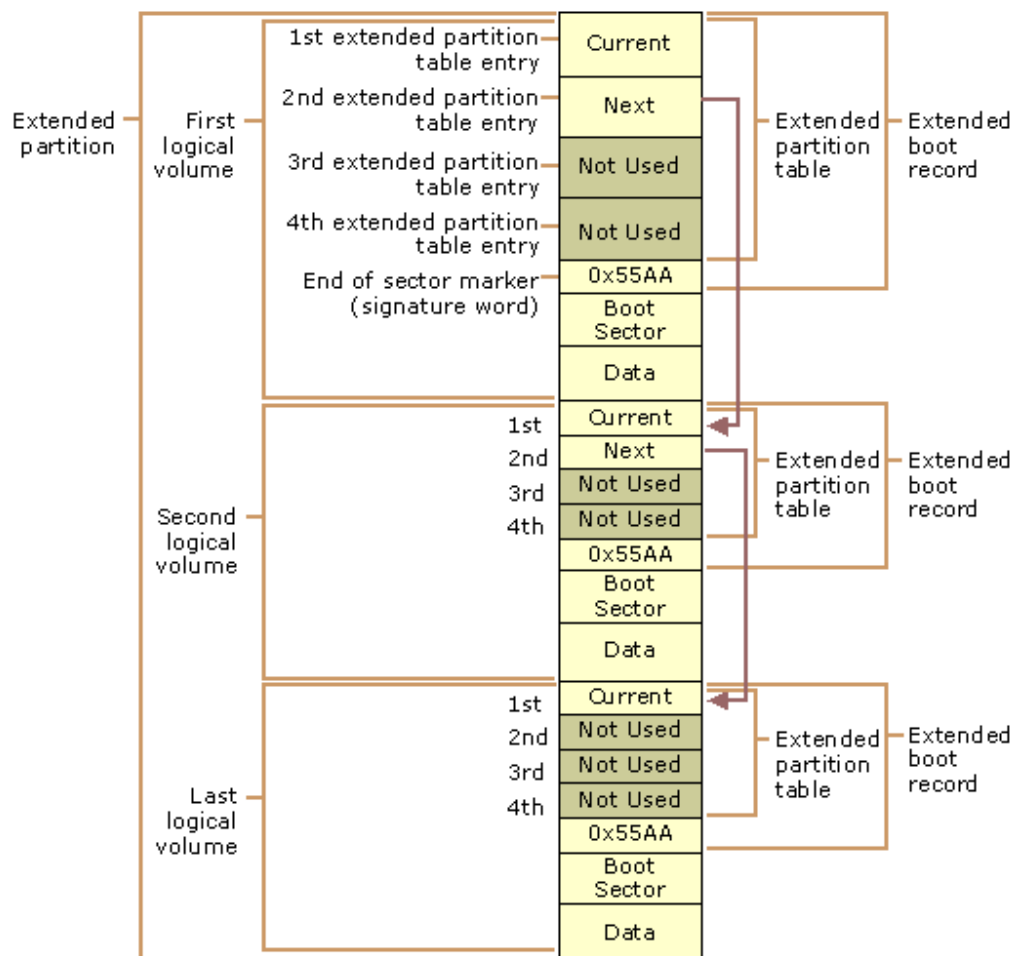 1st extended partition
table entry
Current
2nd extended partition
table entry
Next
Extended
partition
First
logical
volume
Extended
partition
table
Extended
boot
record
3rd extended partition
table entry
Not Used
4th extended partition
table entry
Not Used
End of sector marker
(signature word)
0x55AA
Boot
Sector
Data
1st
Current
2nd
Next
3rd
Not Used
4th
Not Used
Extended
partition
table
Extended
boot
record
Second
logical
volume
0x55AA
Boot
Sector
Data
1st
Current
2nd
Not Used
3rd
Not Used
4th
Not Used
Extended
partition
table
Extended
boot
record
Last
logical
volume
0x55AA
Boot
Sector
Data